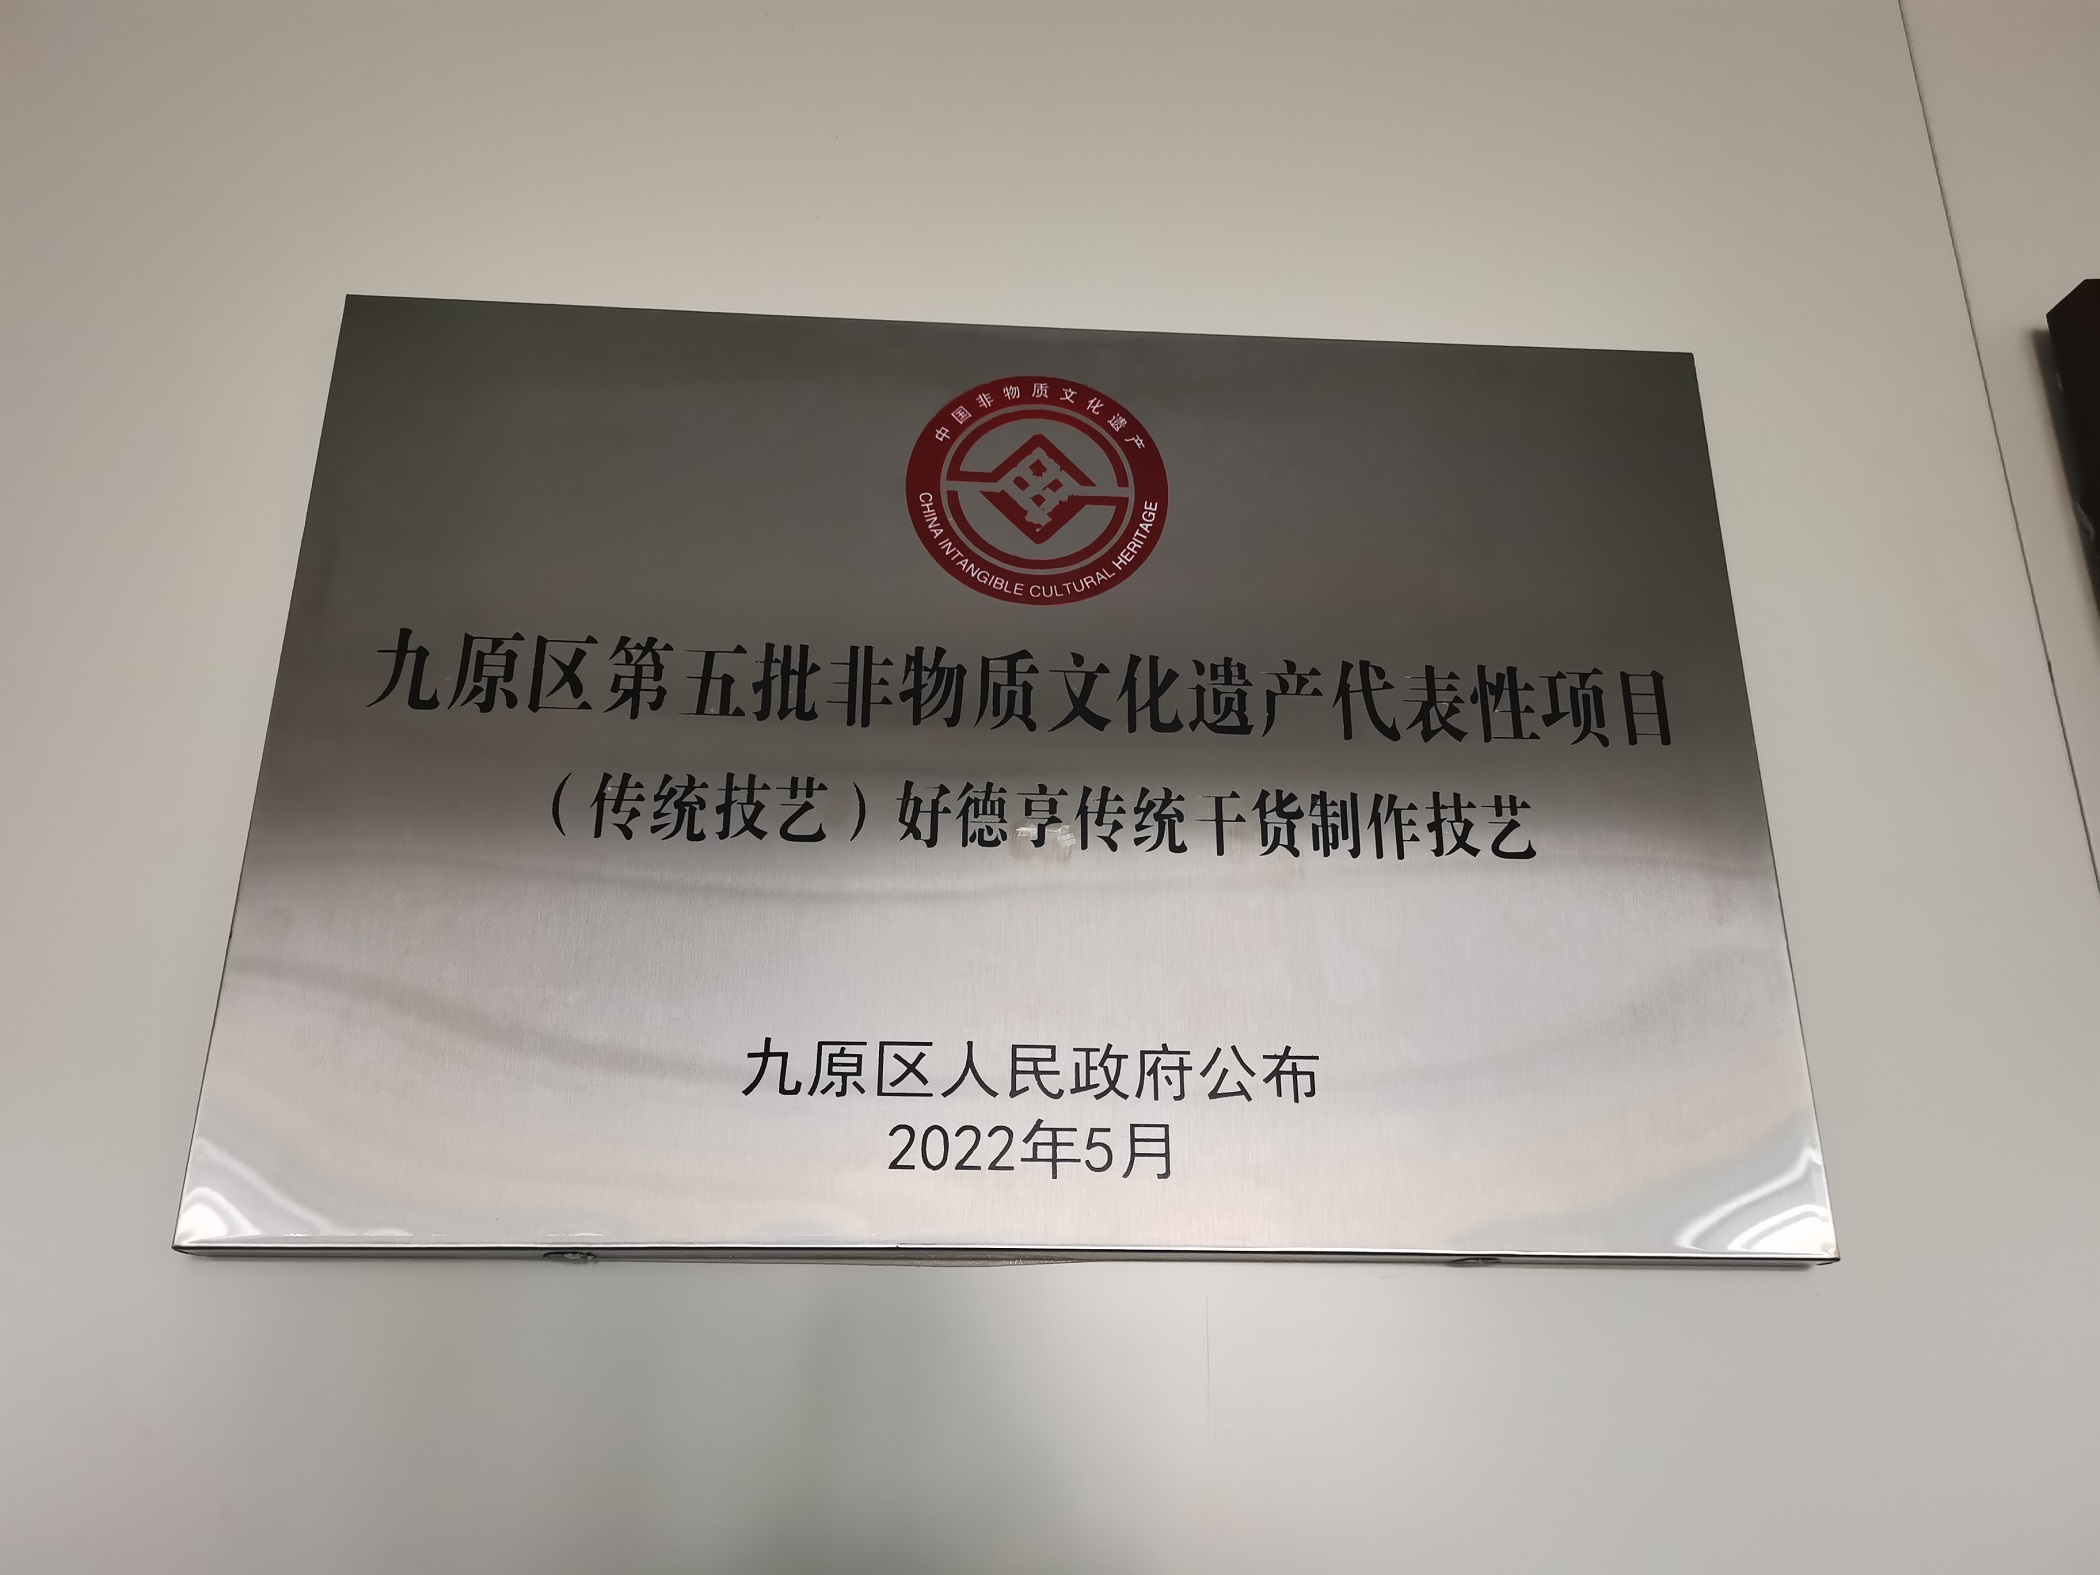 中国非物质文化遗产
CHINA INTANGIBLE CULTURAL HERITAGE
九原区第五批非物质文化遗产代表性项目
（传统技艺）好德亨传统干货制作技艺
九原区人民政府公布
2022年5月